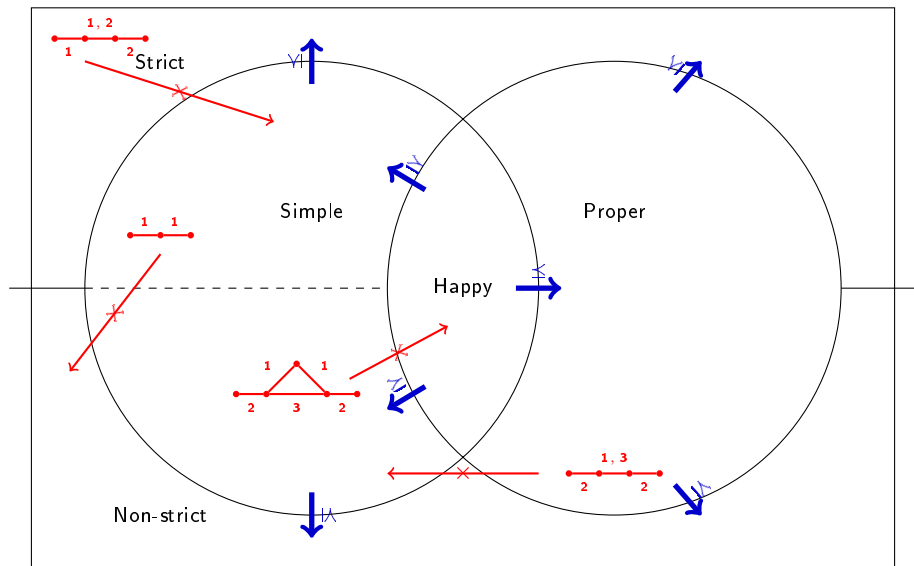 1, 2
1 2
Strict
⪯
⪯
⪯
1 1
Simple
Proper
Happy
⪯
1 1
2 3 2
⪯
1, 3
2 2
Non-strict
⪯
⪯